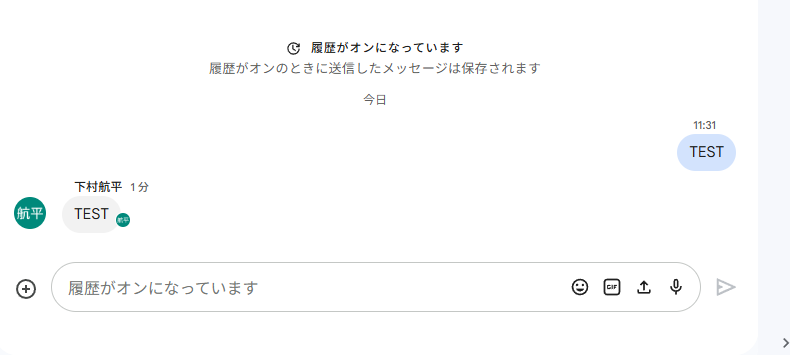 履歴がオンになっています
履歴がオンのときに送信したメッセージは保存されます
今日
11:31
TEST
下村航平 1 分
航平 TEST 航平
履歴がオンになっています GIF